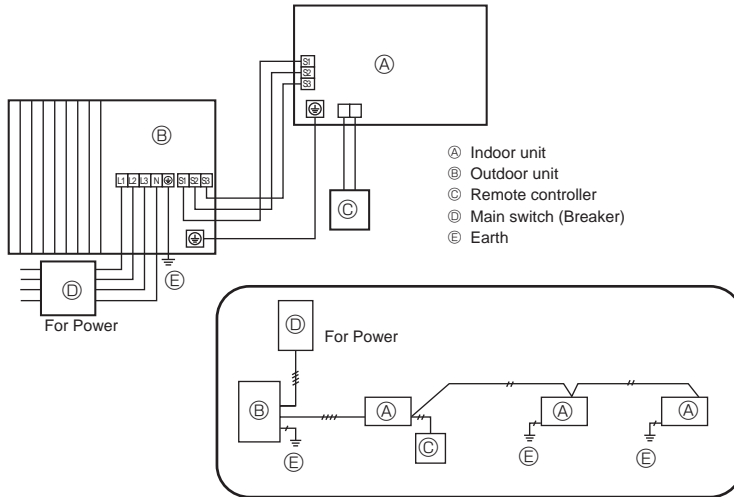 S1
S2
S3
Ⓐ
Ⓑ
L1 L2 L3 N S1 S2 S3
Ⓒ
Ⓐ Indoor unit
Ⓑ Outdoor unit
Ⓒ Remote controller
Ⓓ Main switch (Breaker)
Ⓔ Earth
Ⓔ
Ⓓ
For Power
Ⓓ For Power
Ⓑ Ⓐ Ⓐ Ⓐ
Ⓒ
Ⓔ Ⓔ Ⓔ